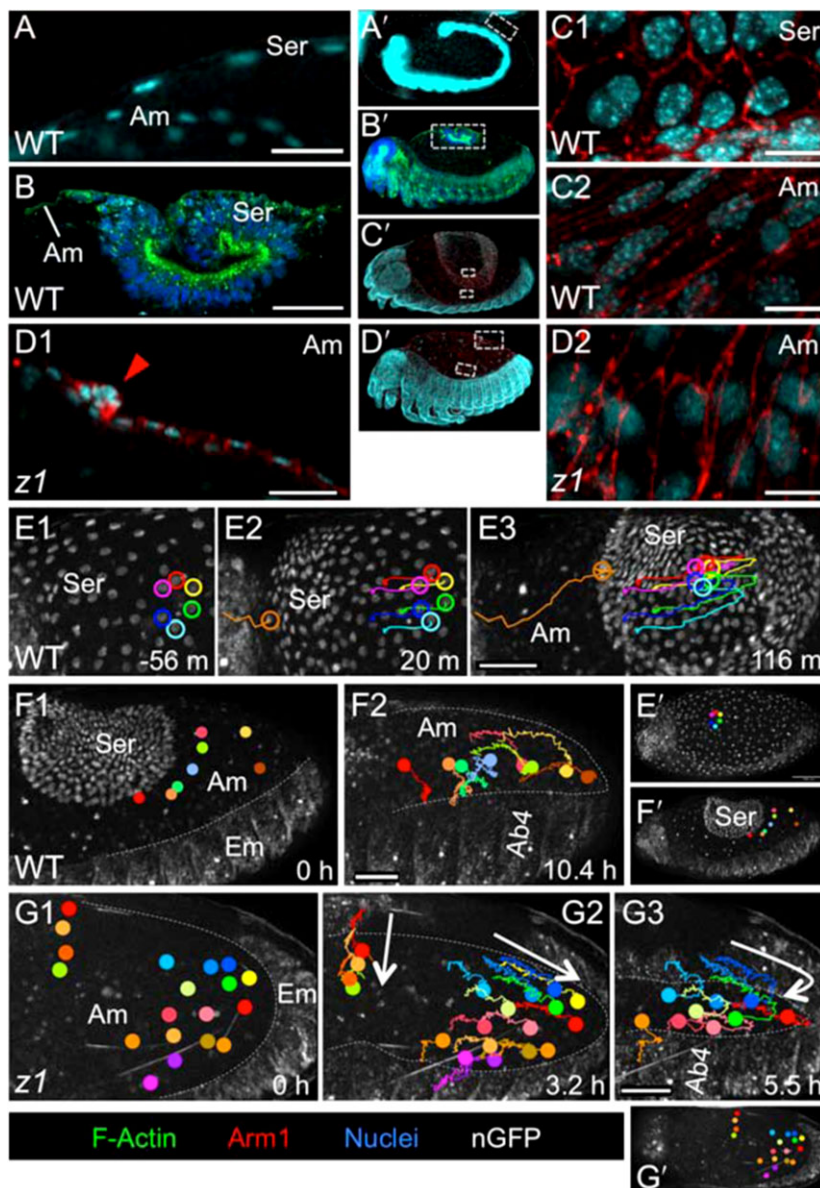 A
Ser
Am
WT
A′
C1
Ser
WT
B
Ser
Am
WT
B′
C2
Am
WT
C′
D1
Am
z1
D′
D2
Am
z1
E1
Ser
WT
-56 m
E2
Ser
20 m
E3
Ser
Am
116 m
F1
Ser
Am
Em
WT
0 h
F2
Am
Ab4
10.4 h
E′
F′
Ser
G1
Am
Em
z1
0 h
G2
3.2 h
G3
Ab4
5.5 h
F-Actin Arm1 Nuclei nGFP
G′